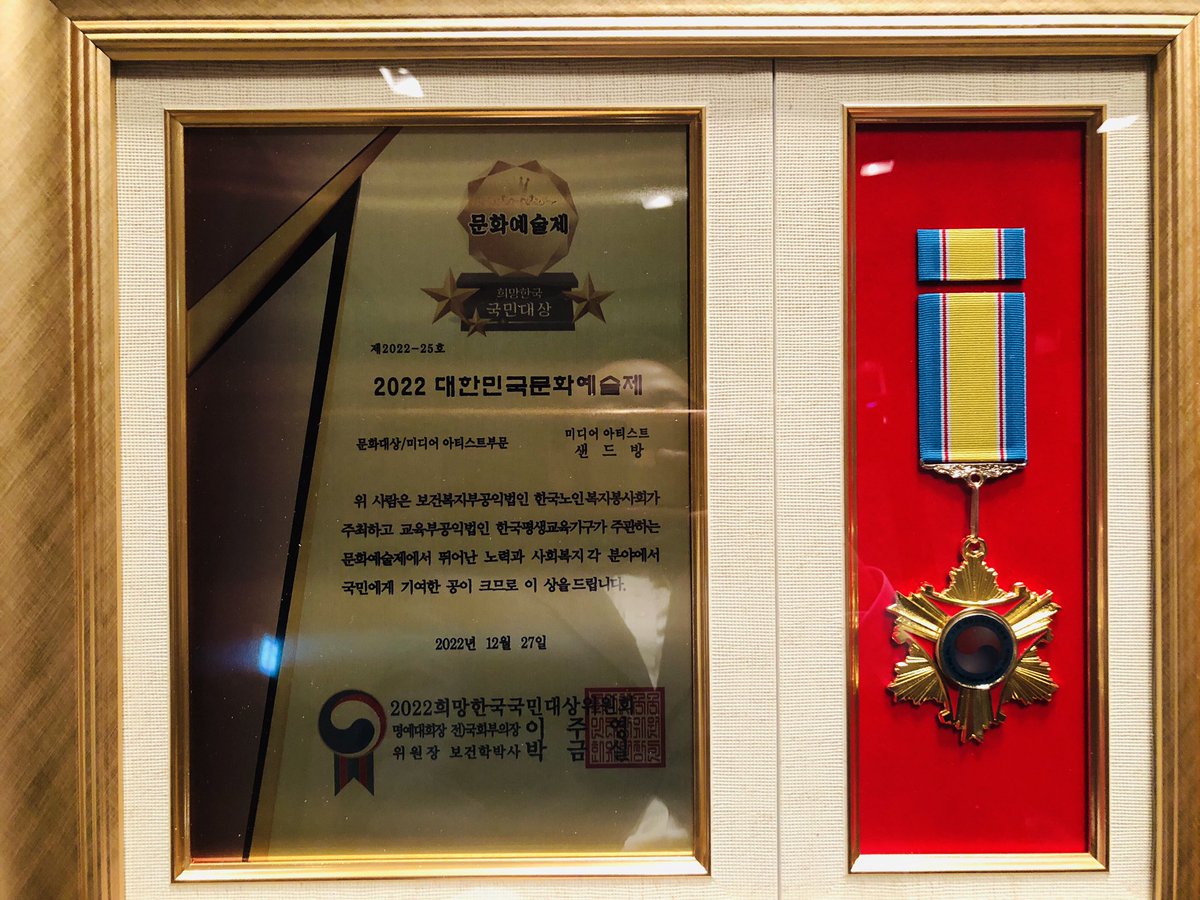 문화예술제
희망한국
국민대상
제2022-25호
2022 대한민국문화예술제
문화대상/미디어 아티스트부문
미디어 아티스트
샌 드 방
위 사람은 보건복지부공익법인 한국노인복지봉사회가
주최하고 교육부공익법인 한국평생교육기구가 주관하는
문화예술제에서 뛰어난 노력과 사회복지 각 분야에서
국민에게 기여한 공이 크므로 이 상을 드립니다.
2022년 12월 27일
2022희망한국국민대상위원회
명예대회장 전)국회부의장 이 주 영
위원장 보건학박사 박 금 실